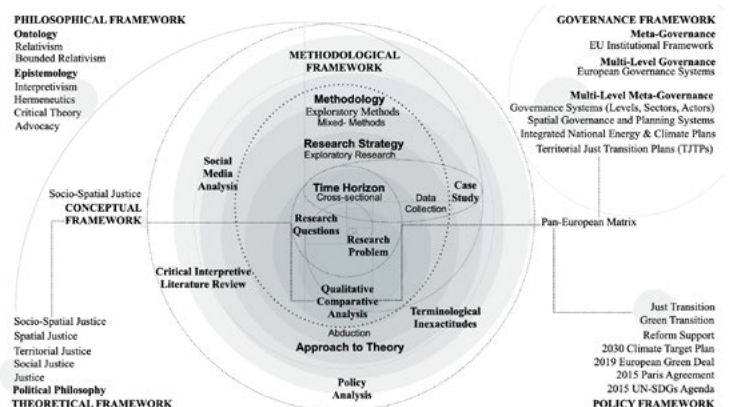 PHILOSOPHICAL FRAMEWORK
Ontology
Relativism
Bounded Relativism
Epistemology
Interpretivism
Hermeneutics
Critical Theory
Advocacy
GOVERNANCE FRAMEWORK
Meta-Governance
EU Institutional Framework
Multi-Level Governance
European Governance Systems
Multi-Level Meta-Governance
Governance Systems (Levels, Sectors, Actors)
Spatial Governance and Planning Systems
Integrated National Energy & Climate Plans
Territorial Just Transition Plans (TJTPs)
METHODOLOGICAL
FRAMEWORK
Methodology
Exploratory Methods
Mixed- Methods
Research Strategy
Exploratory Research
Social
Media
Analysis
Time Horizon
Cross-sectional
Data
Collection
Case
Study
Research
Questions
Research
Problem
Socio-Spatial Justice
CONCEPTUAL
FRAMEWORK
Pan-European Matrix
Critical Interpretive
Literature Review
Qualitative
Comparative
Analysis
Terminological
Inexactitudes
Abduction
Approach to Theory
Policy
Analysis
Socio-Spatial Justice
Spatial Justice
Territorial Justice
Social Justice
Justice
Political Philosophy
THEORETICAL FRAMEWORK
Just Transition
Green Transition
Reform Support
2030 Climate Target Plan
2019 European Green Deal
2015 Paris Agreement
2015 UN-SDGs Agenda
POLICY FRAMEWORK